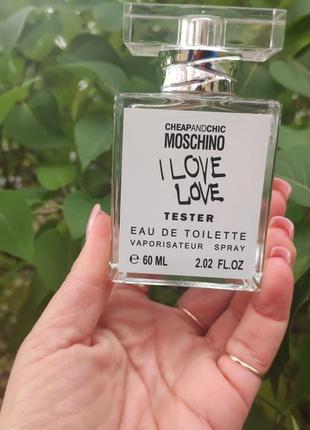 CHEAPANDCHIC
MOSCHINO
I LOVE
LOVE
TESTER
EAU DE TOILETTE
VAPORISATEUR SPRAY
℮ 60 ML 2.02 FL.OZ